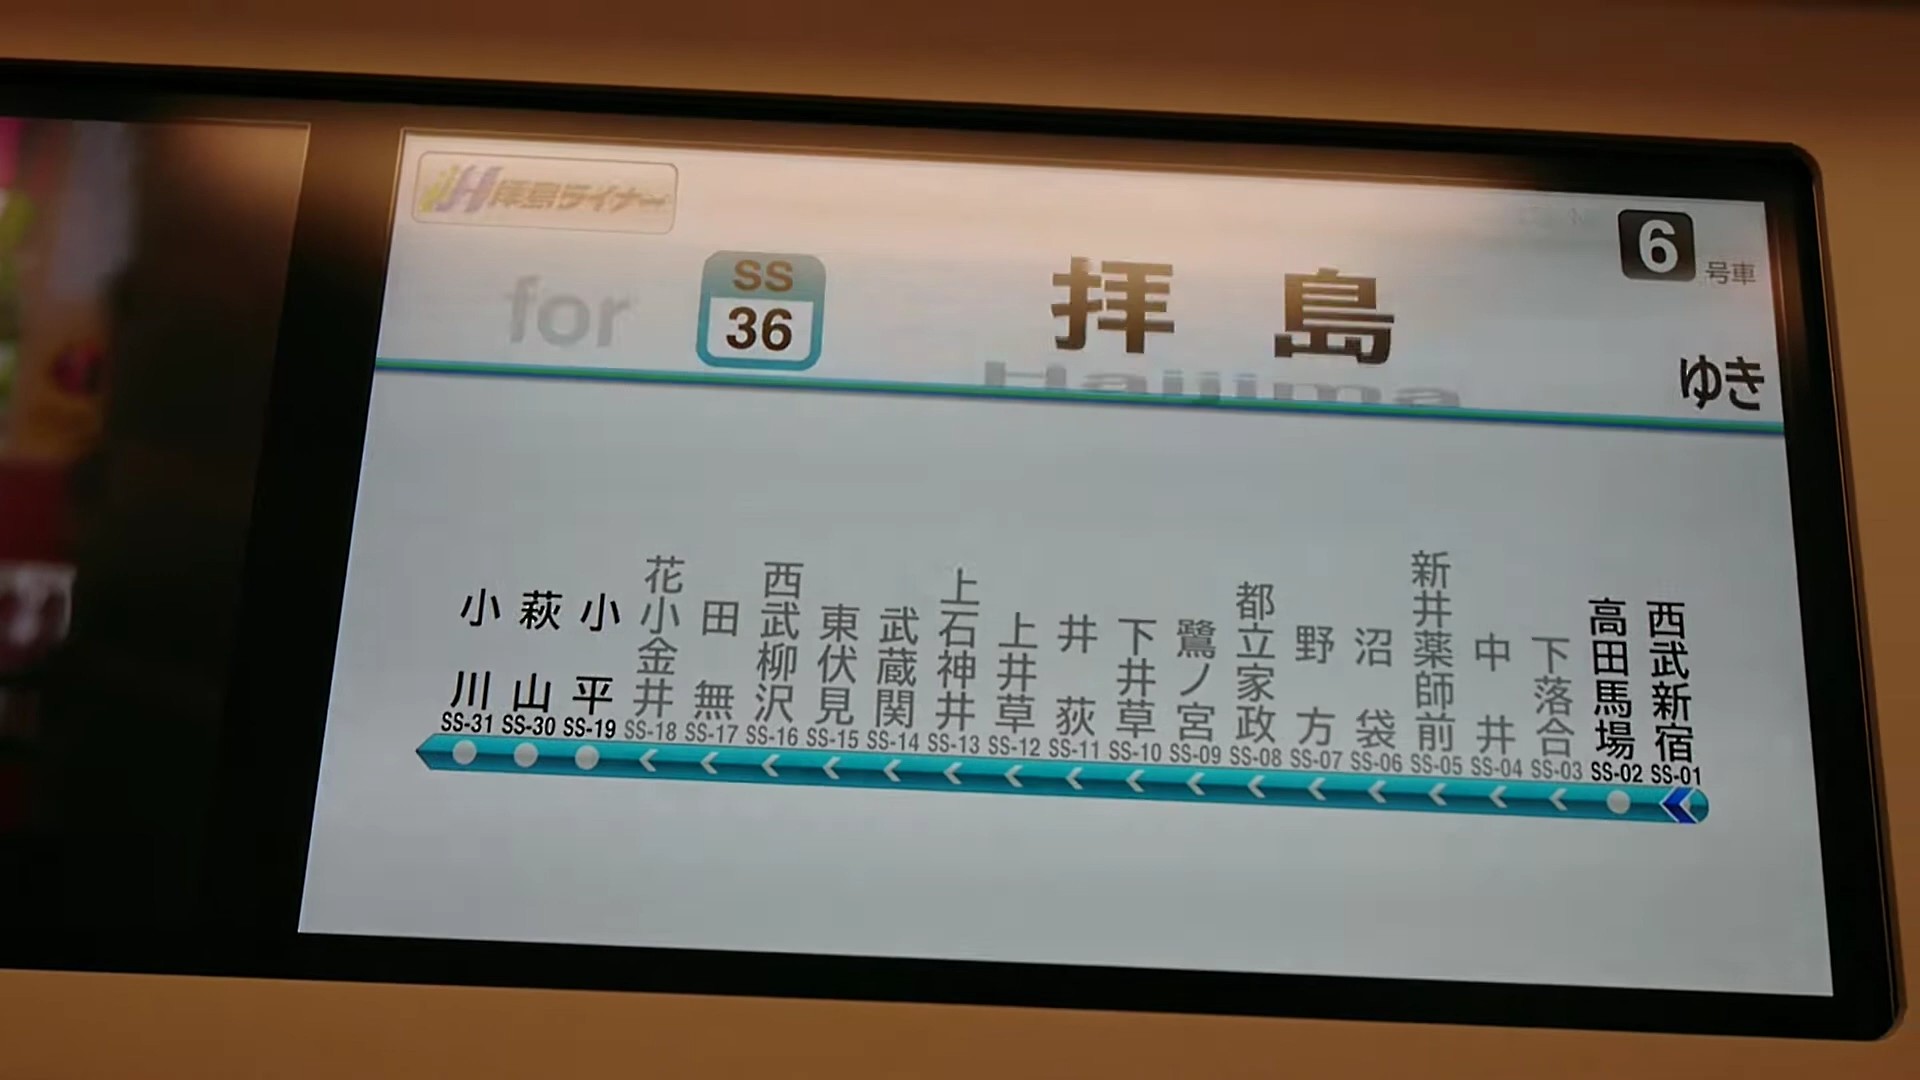 拝島ライナー
6号車
for SS 36 拝島 ゆき
Haijima
小川 萩山 小平 花小金井 田無 西武柳沢 東伏見 武蔵関 上石神井 上井草 井荻 下井草 鷺ノ宮 都立家政 野方 沼袋 新井薬師前 中井 下落合 高田馬場 西武新宿
SS-31 SS-30 SS-19 SS-18 SS-17 SS-16 SS-15 SS-14 SS-13 SS-12 SS-11 SS-10 SS-09 SS-08 SS-07 SS-06 SS-05 SS-04 SS-03 SS-02 SS-01